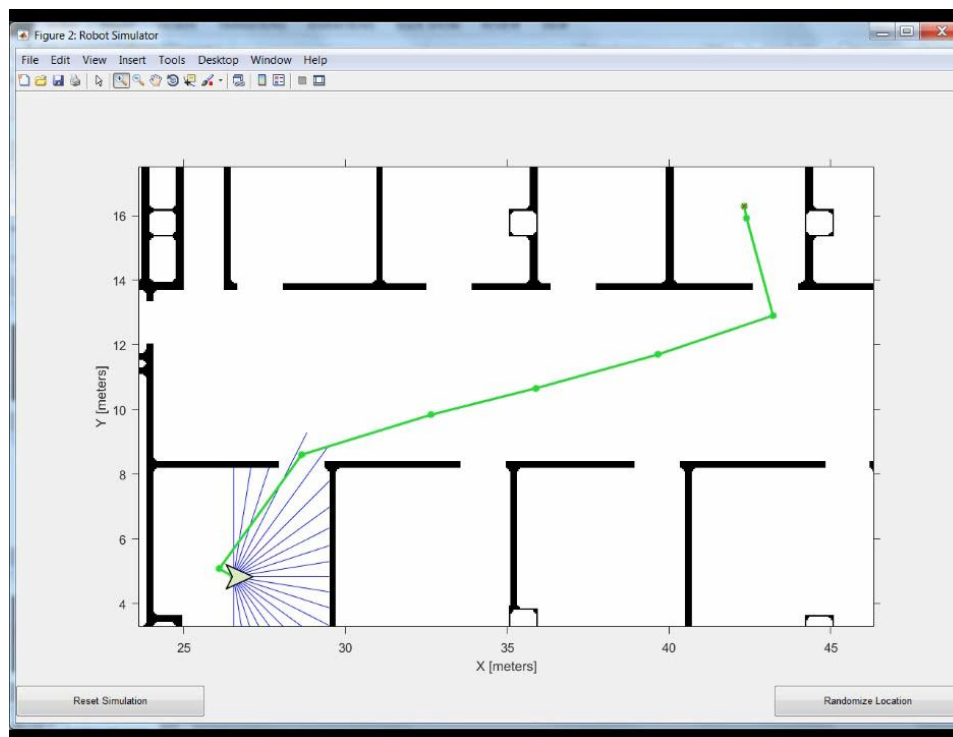 Figure 2: Robot Simulator
File Edit View Insert Tools Desktop Window Help
16
14
12
10
8
6
4
Y [meters]
25 30 35 40 45
X [meters]
Reset Simulation Randomize Location